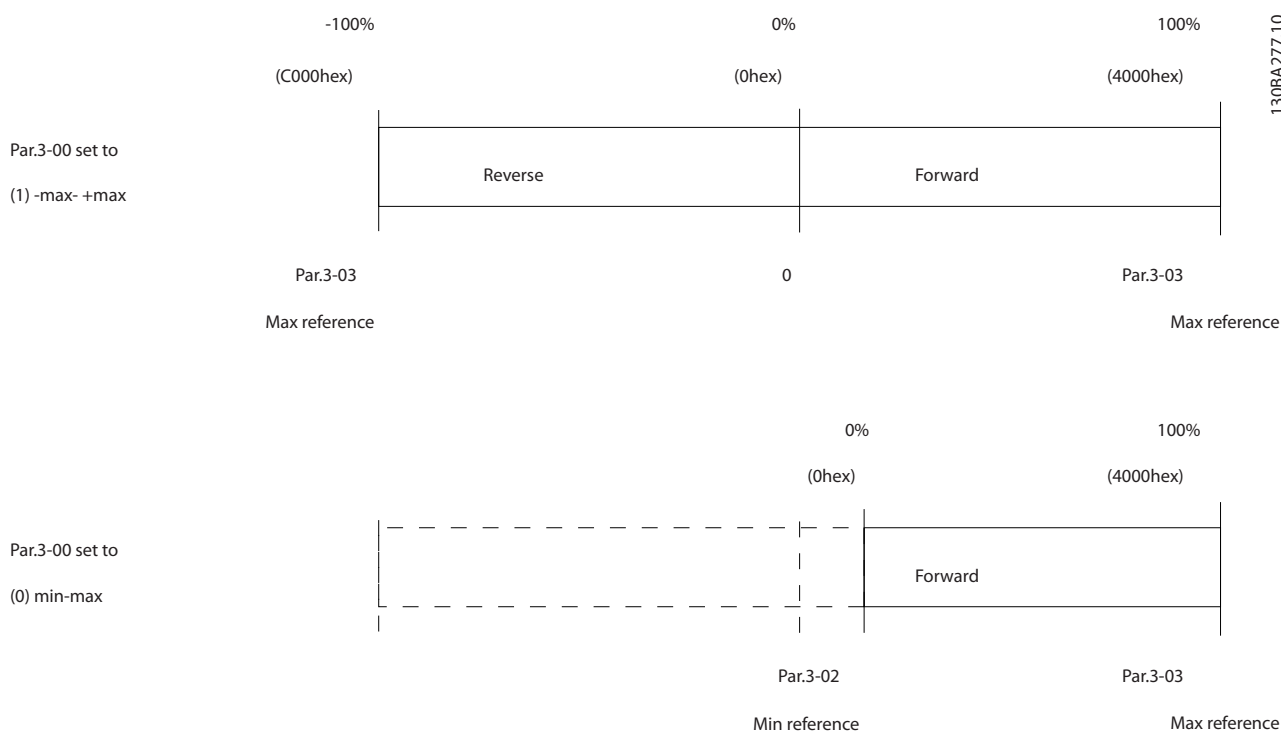 -100% 0% 100%
(C000hex) (0hex) (4000hex)
130BA277.10
Par.3-00 set to
(1) -max- +max
Reverse Forward
Par.3-03 0 Par.3-03
Max reference Max reference
0% 100%
(0hex) (4000hex)
Par.3-00 set to
(0) min-max
Forward
Par.3-02 Par.3-03
Min reference Max reference